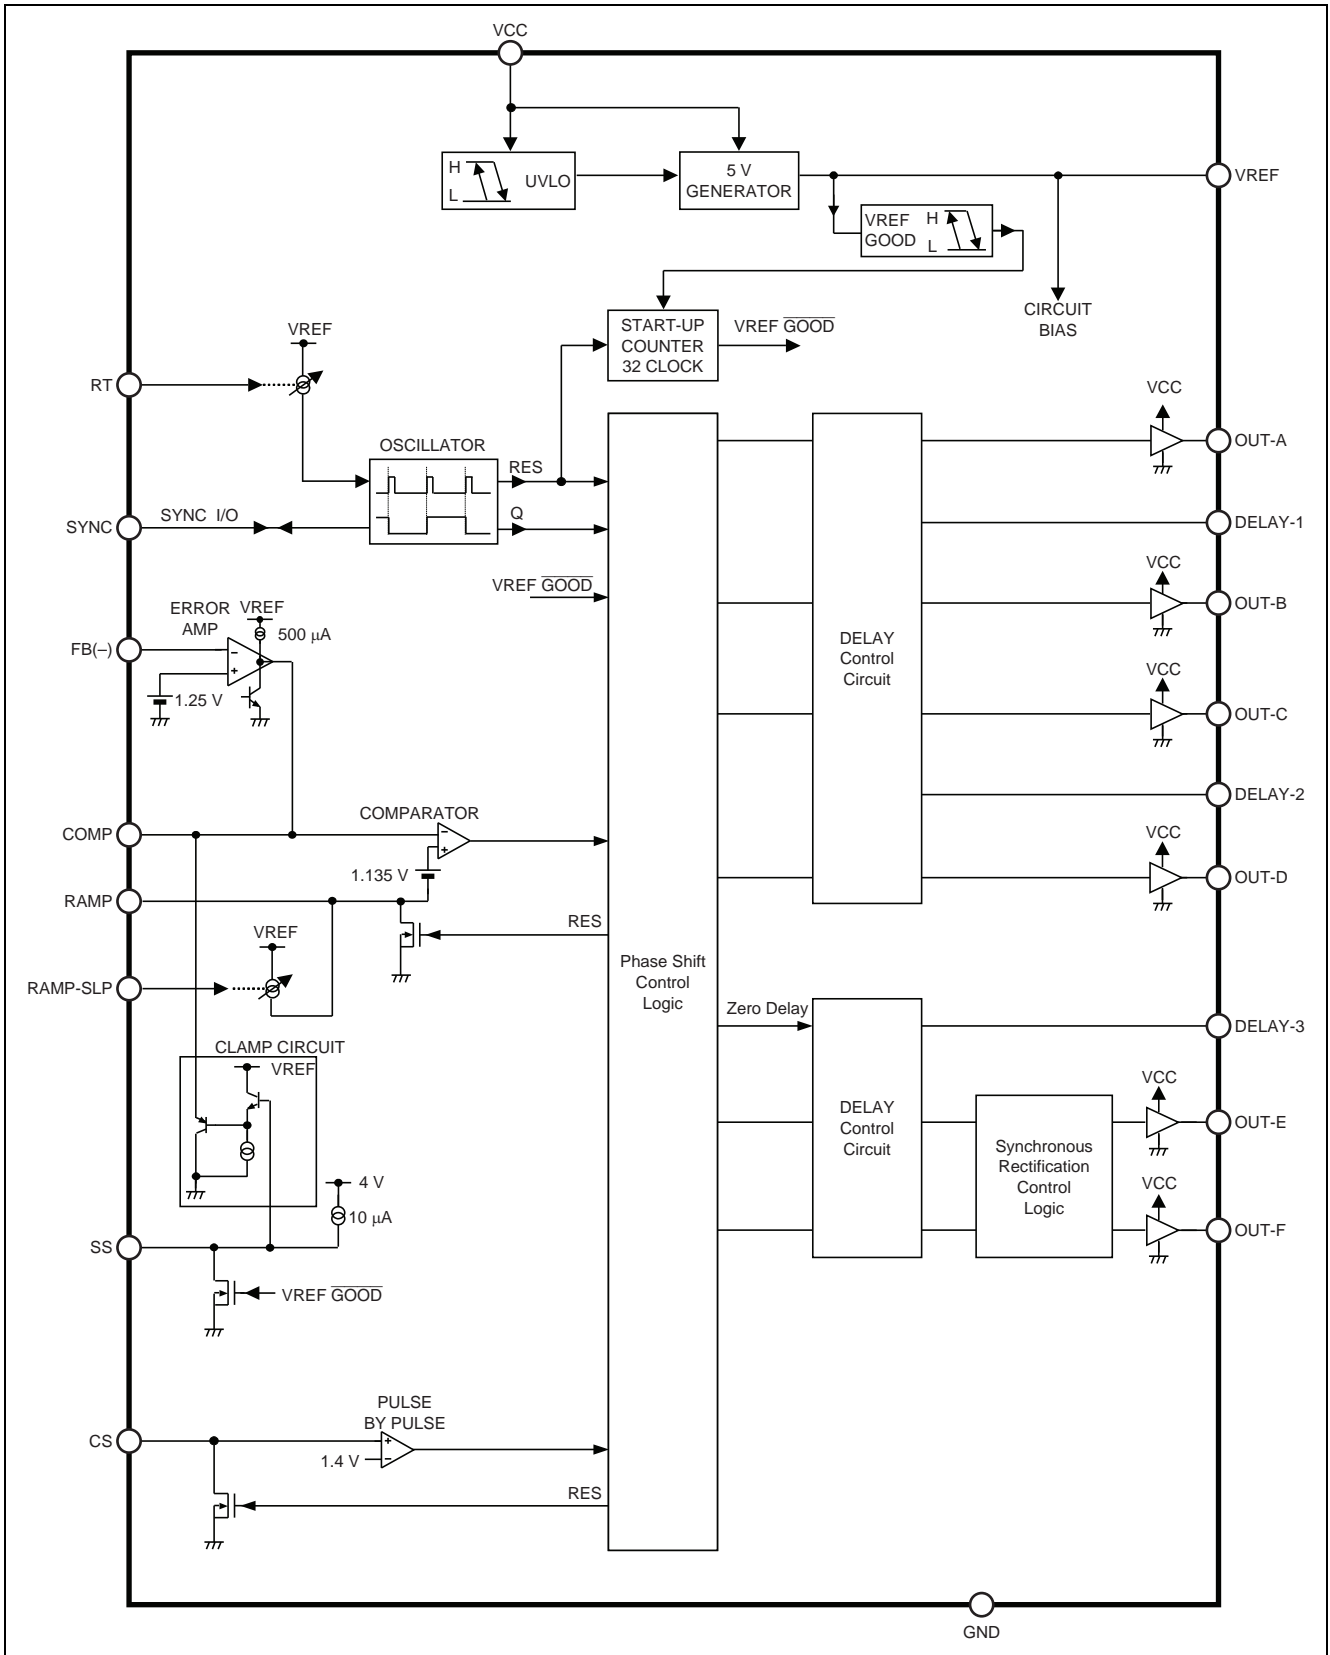 VCC
H
L
UVLO
5 V
GENERATOR
VREF
VREF
GOOD
H
L
CIRCUIT
BIAS
START-UP
COUNTER
32 CLOCK
VREF GOOD
VREF
RT
OSCILLATOR
RES
Q
SYNC
SYNC I/O
VREF GOOD
ERROR
AMP
VREF
500 μA
FB(–)
–
+
1.25 V
COMP
COMPARATOR
–
+
1.135 V
RAMP
RES
VREF
RAMP-SLP
CLAMP CIRCUIT
VREF
4 V
10 μA
SS
VREF GOOD
PULSE
BY PULSE
CS
+
–
1.4 V
RES
Phase Shift
Control
Logic
DELAY
Control
Circuit
VCC
OUT-A
DELAY-1
VCC
OUT-B
VCC
OUT-C
DELAY-2
VCC
OUT-D
Zero Delay
DELAY
Control
Circuit
DELAY-3
Synchronous
Rectification
Control
Logic
VCC
OUT-E
VCC
OUT-F
GND